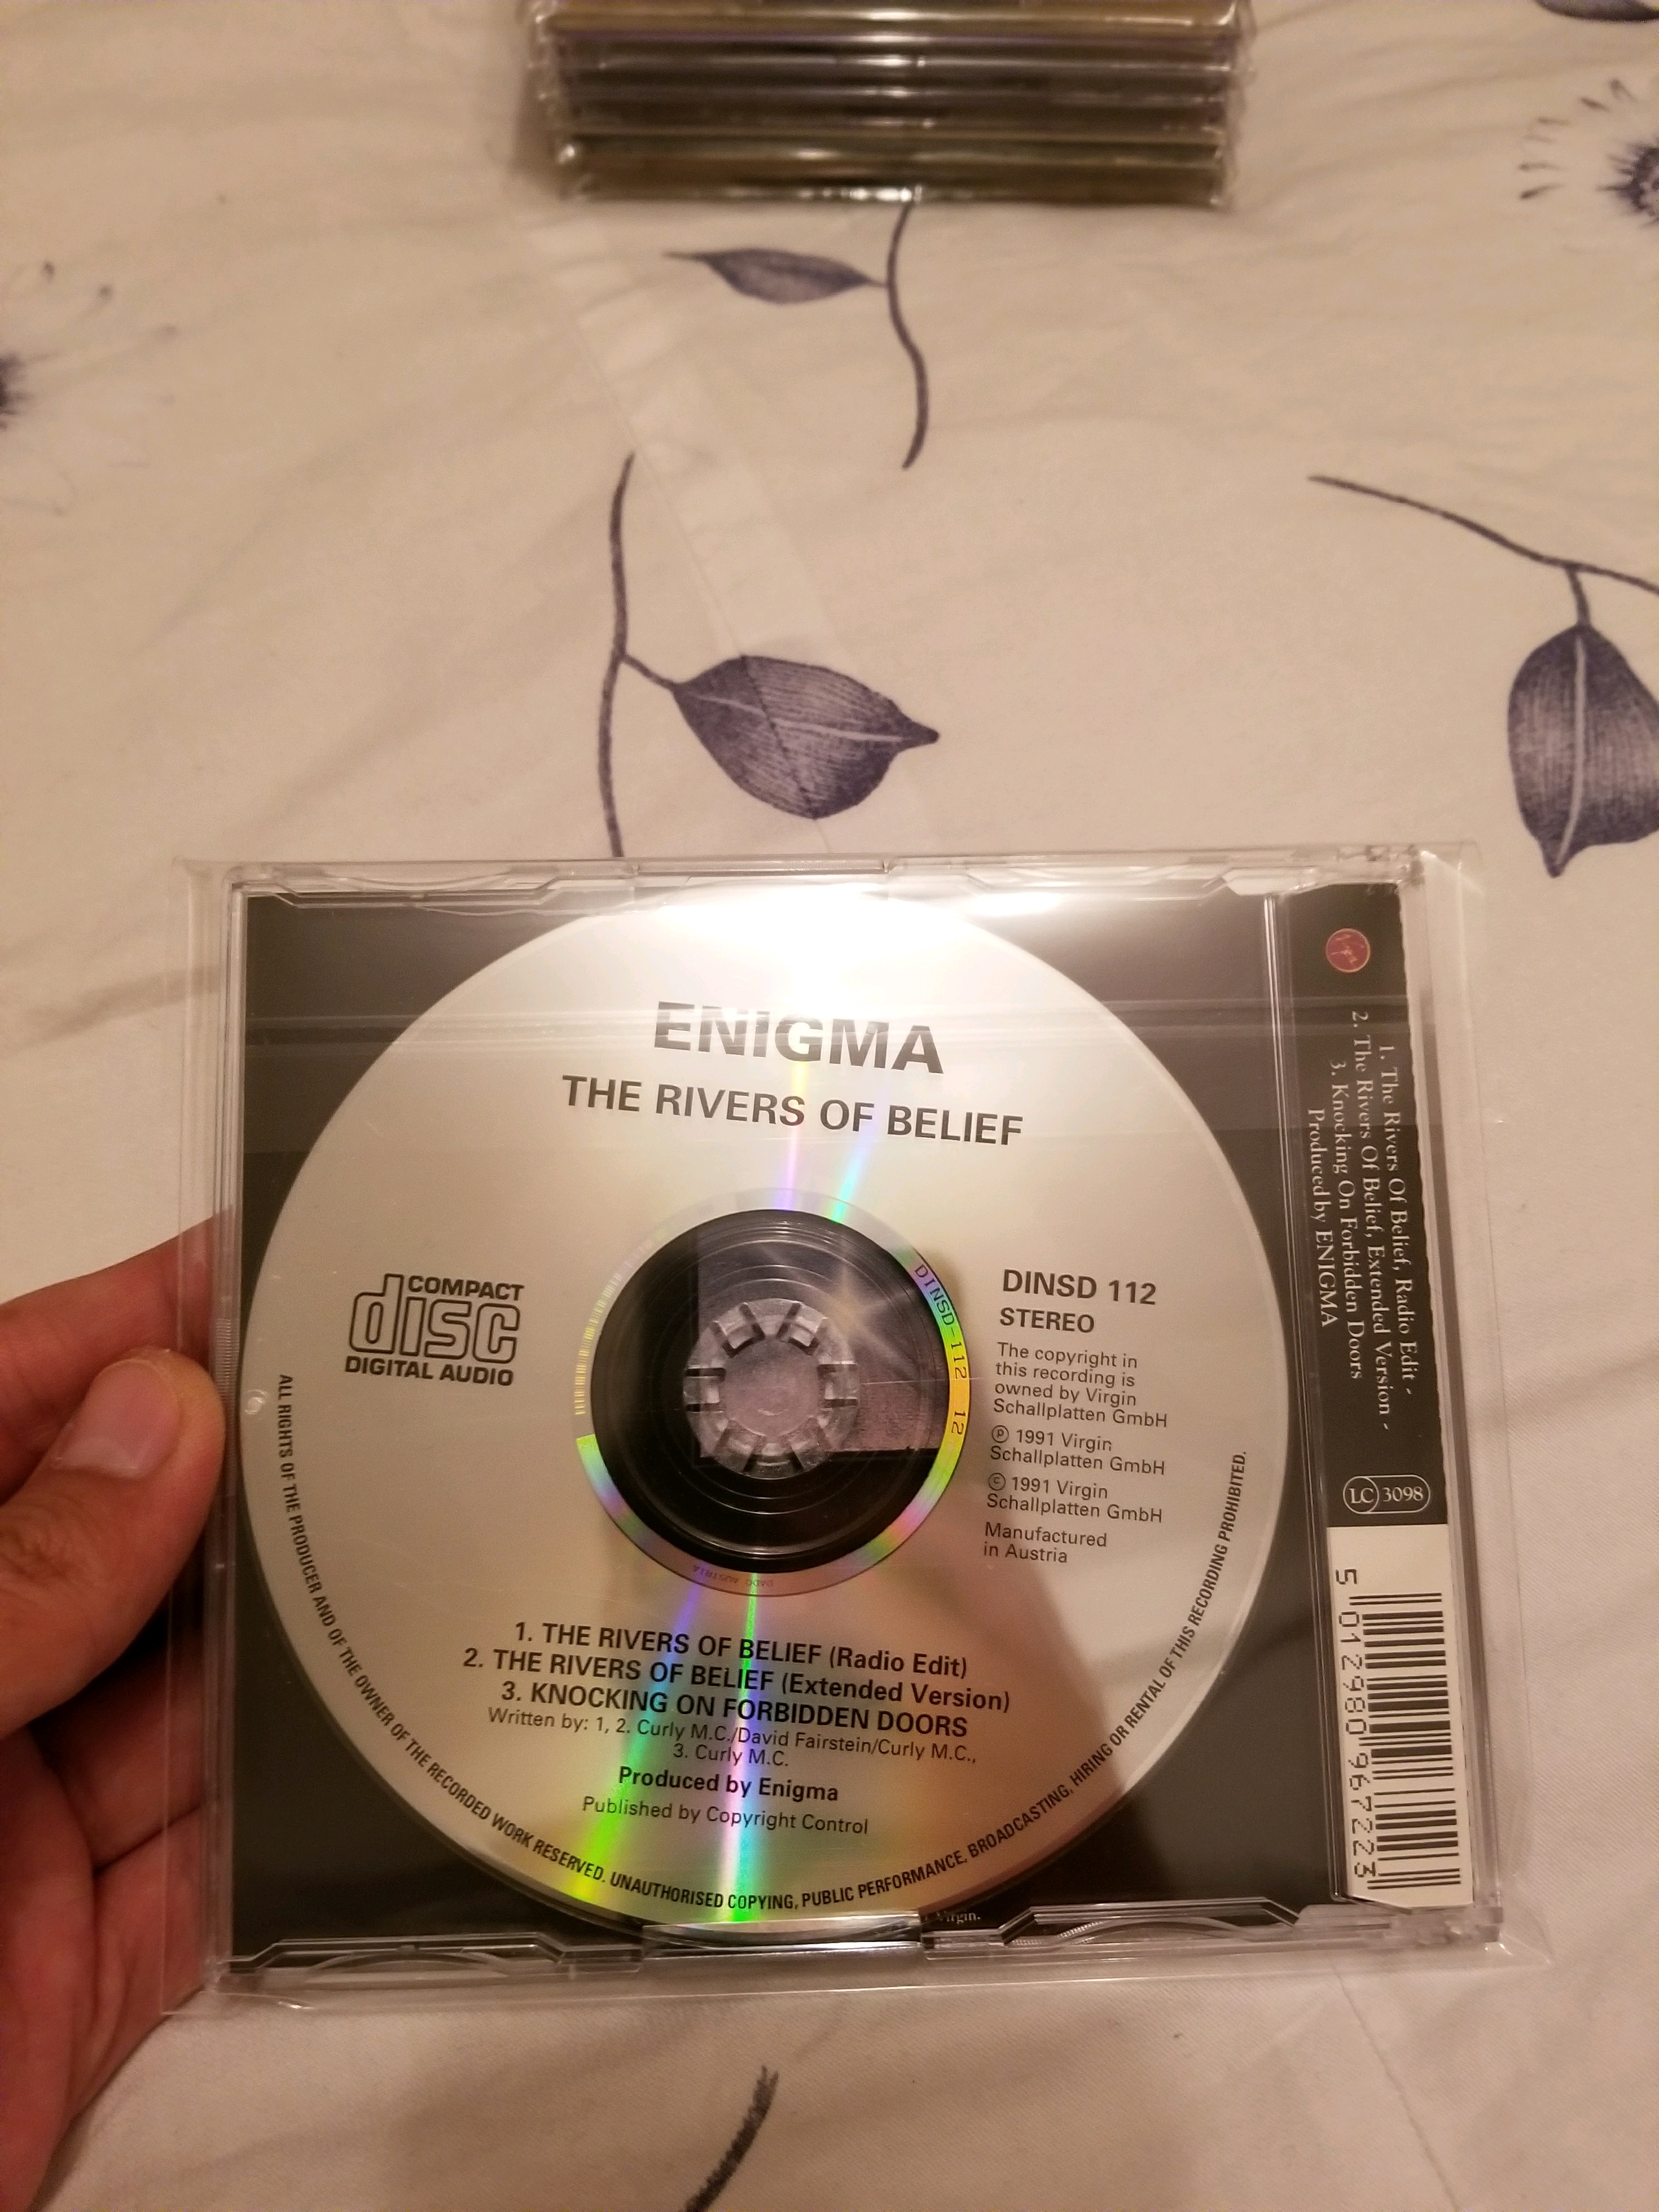 ENIGMA
THE RIVERS OF BELIEF
COMPACT
disc
DIGITAL AUDIO
DINSD-112 12
DADC AUSTRIA
DINSD 112
STEREO
The copyright in
this recording is
owned by Virgin
Schallplatten GmbH
Ⓟ 1991 Virgin
Schallplatten GmbH
© 1991 Virgin
Schallplatten GmbH
Manufactured
in Austria
1. THE RIVERS OF BELIEF (Radio Edit)
2. THE RIVERS OF BELIEF (Extended Version)
3. KNOCKING ON FORBIDDEN DOORS
Written by: 1, 2. Curly M.C./David Fairstein/Curly M.C.,
3. Curly M.C.
Produced by Enigma
Published by Copyright Control
ALL RIGHTS OF THE PRODUCER AND OF THE OWNER OF THE RECORDED WORK RESERVED. UNAUTHORISED COPYING, PUBLIC PERFORMANCE, BROADCASTING, HIRING OR RENTAL OF THIS RECORDING PROHIBITED.
Virgin.
Virgin
1. The Rivers Of Belief, Radio Edit -
2. The Rivers Of Belief, Extended Version -
3. Knocking On Forbidden Doors
Produced by ENIGMA
LC 3098
5 012980 967223